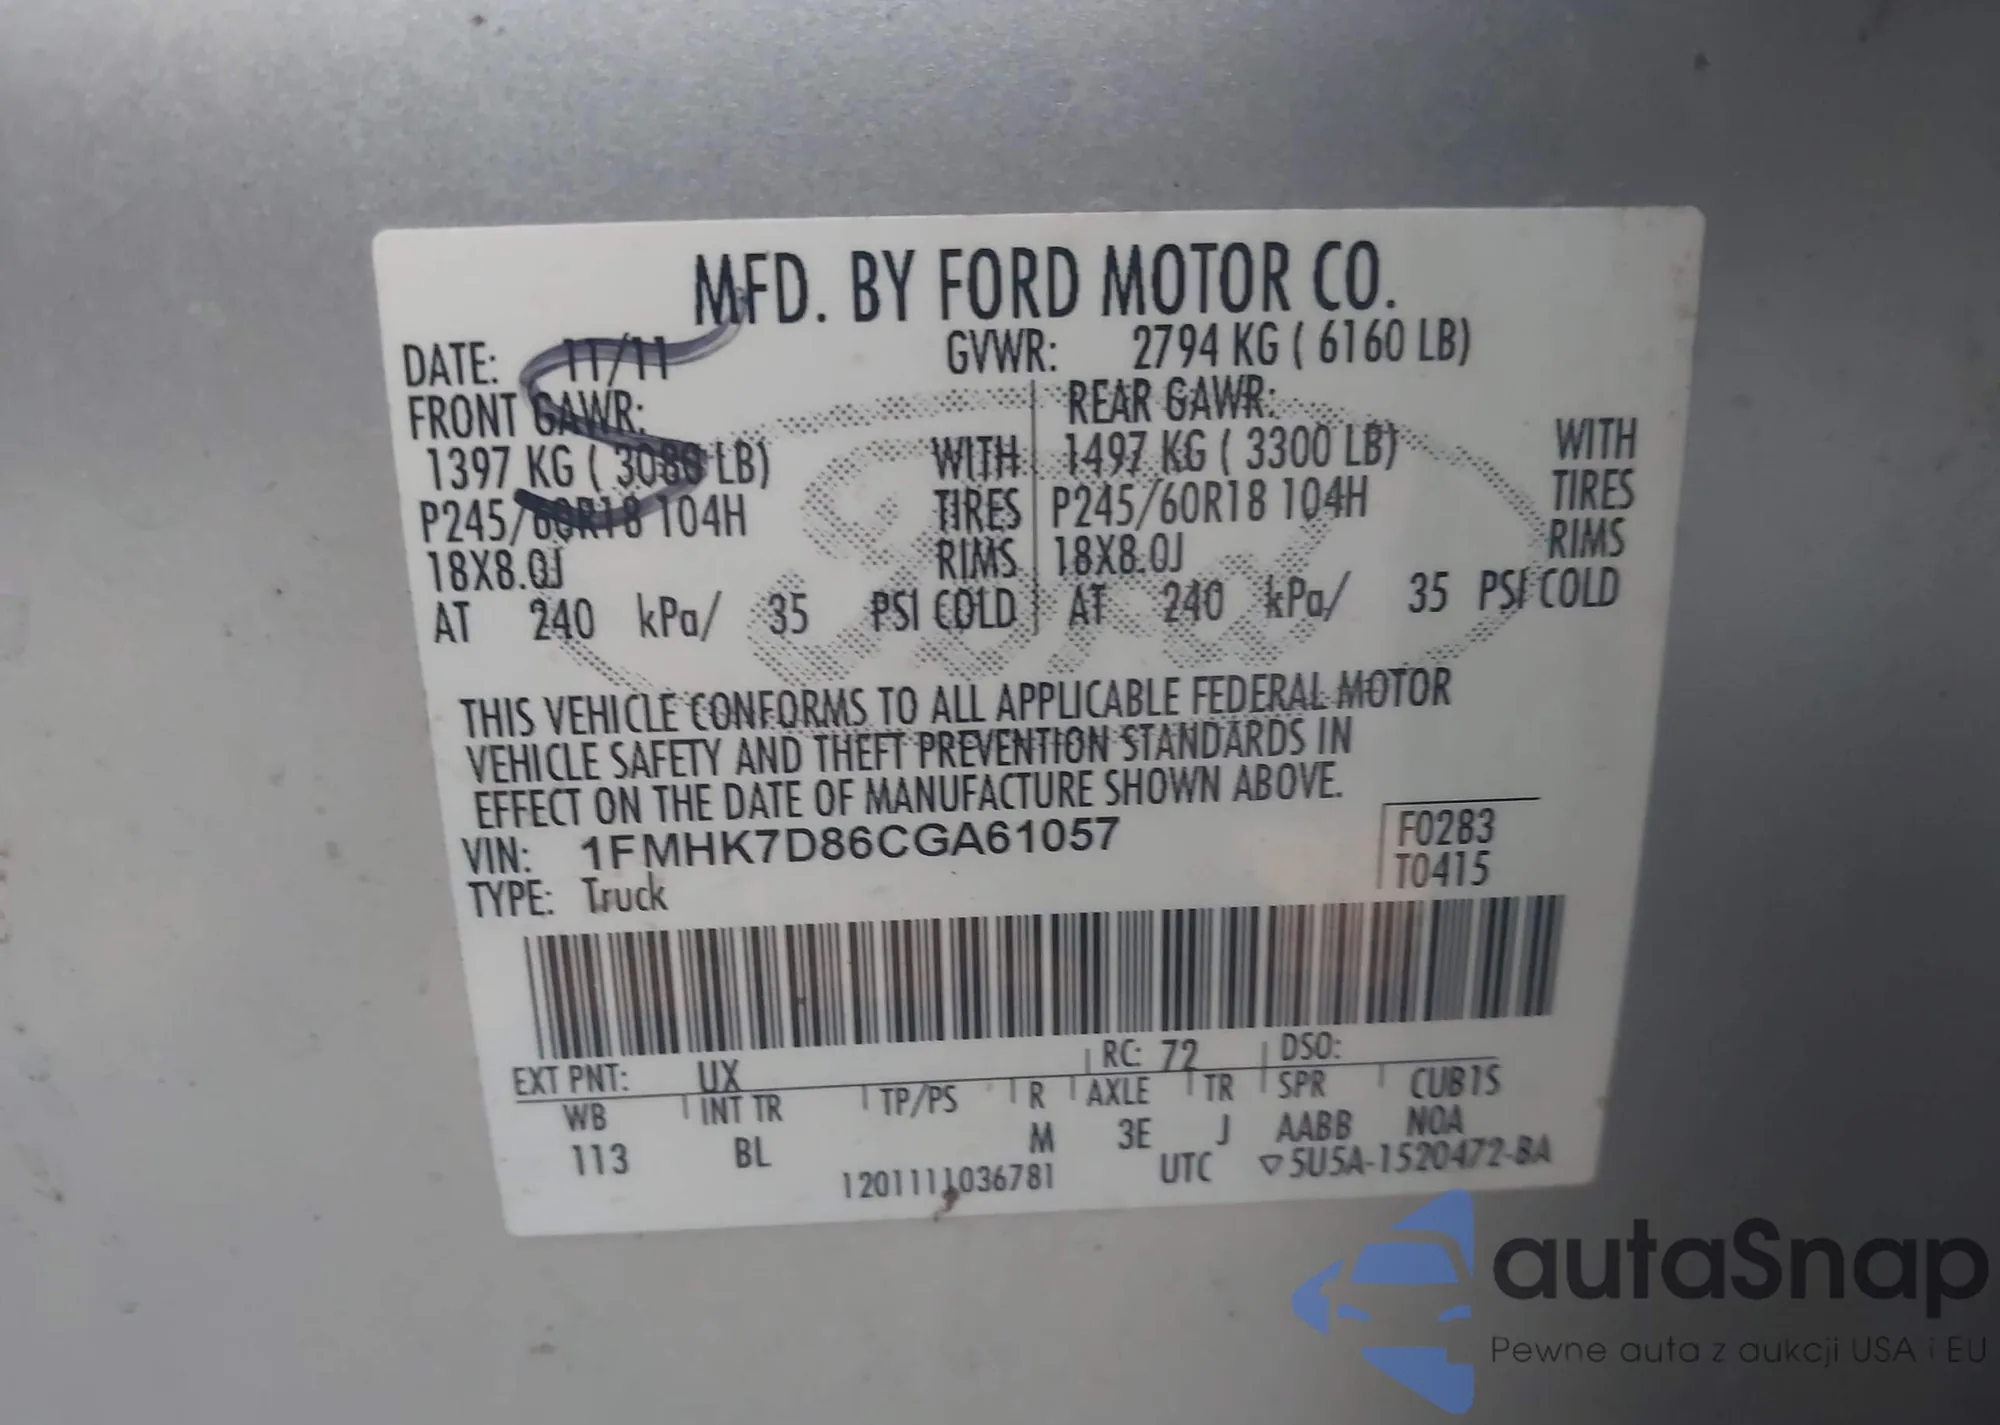 MFD. BY FORD MOTOR CO.
DATE: 11/11 GVWR: 2794 KG ( 6160 LB)
FRONT GAWR: REAR GAWR:
1397 KG ( 3080 LB) WITH 1497 KG ( 3300 LB) WITH
P245/60R18 104H TIRES P245/60R18 104H TIRES
18X8.0J RIMS 18X8.0J RIMS
AT 240 kPa/ 35 PSI COLD AT 240 kPa/ 35 PSI COLD
Ford
THIS VEHICLE CONFORMS TO ALL APPLICABLE FEDERAL MOTOR
VEHICLE SAFETY AND THEFT PREVENTION STANDARDS IN
EFFECT ON THE DATE OF MANUFACTURE SHOWN ABOVE.
VIN: 1FMHK7D86CGA61057 F0283
TYPE: Truck T0415
EXT PNT: UX RC: 72 DSO:
WB INT TR TP/PS R AXLE TR SPR CUB1S
113 BL M 3E J AABB NOA
1201111036781 UTC ▽5U5A-1520472-BA
autaSnap
Pewne auta z aukcji USA i EU